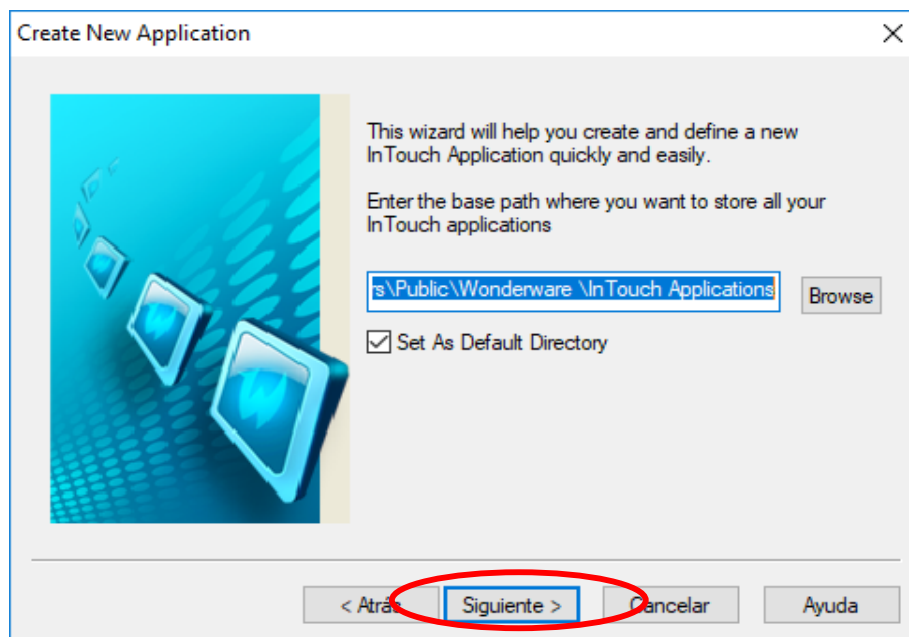 Create New Application
This wizard will help you create and define a new
InTouch Application quickly and easily.
Enter the base path where you want to store all your
InTouch applications
rs\Public\Wonderware \InTouch Applications
Browse
Set As Default Directory
< Atrás
Siguiente >
Cancelar
Ayuda